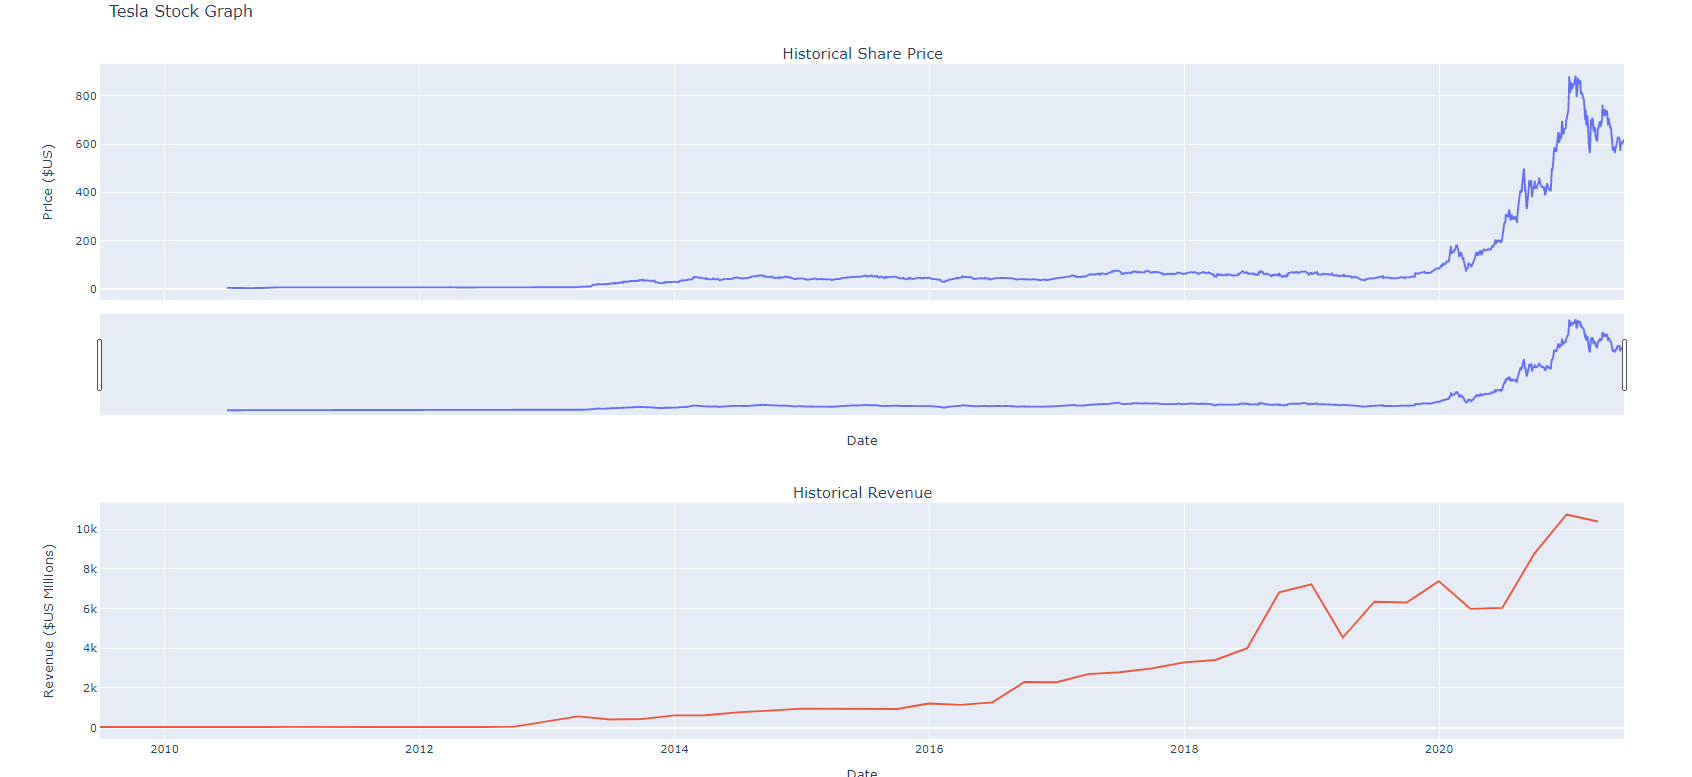 Tesla Stock Graph
Historical Share Price
Price ($US)
800
600
400
200
0
Date
Historical Revenue
Revenue ($US Millions)
10k
8k
6k
4k
2k
0
2010 2012 2014 2016 2018 2020
Date